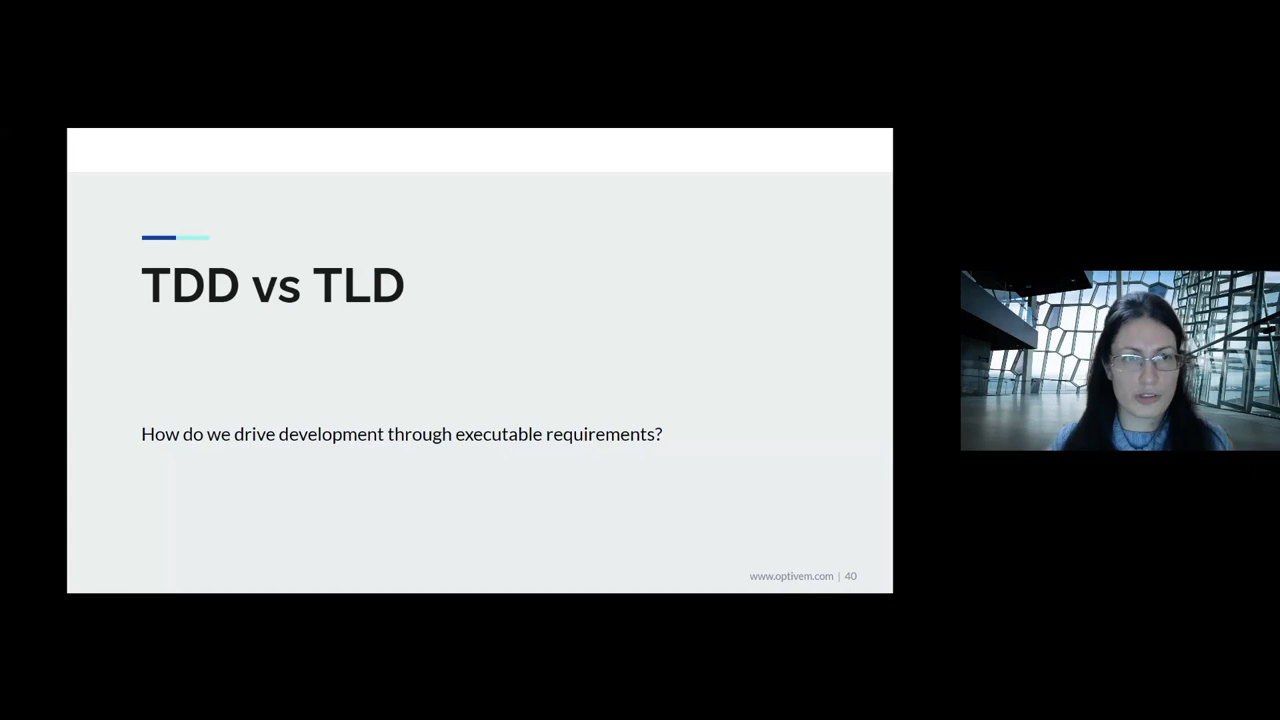 TDD vs TLD
How do we drive development through executable requirements?
www.optivem.com | 40